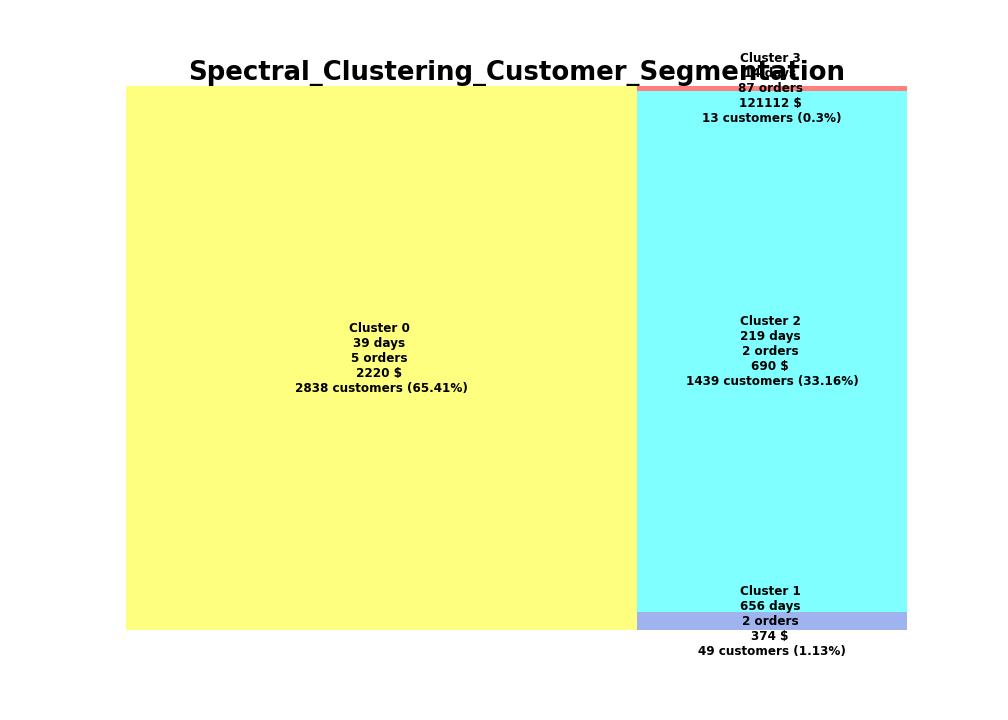 Spectral_Clustering_Customer_Segmentation
Cluster 3
days
87 orders
121112 $
13 customers (0.3%)
Cluster 0
39 days
5 orders
2220 $
2838 customers (65.41%)
Cluster 2
219 days
2 orders
690 $
1439 customers (33.16%)
Cluster 1
656 days
2 orders
374 $
49 customers (1.13%)